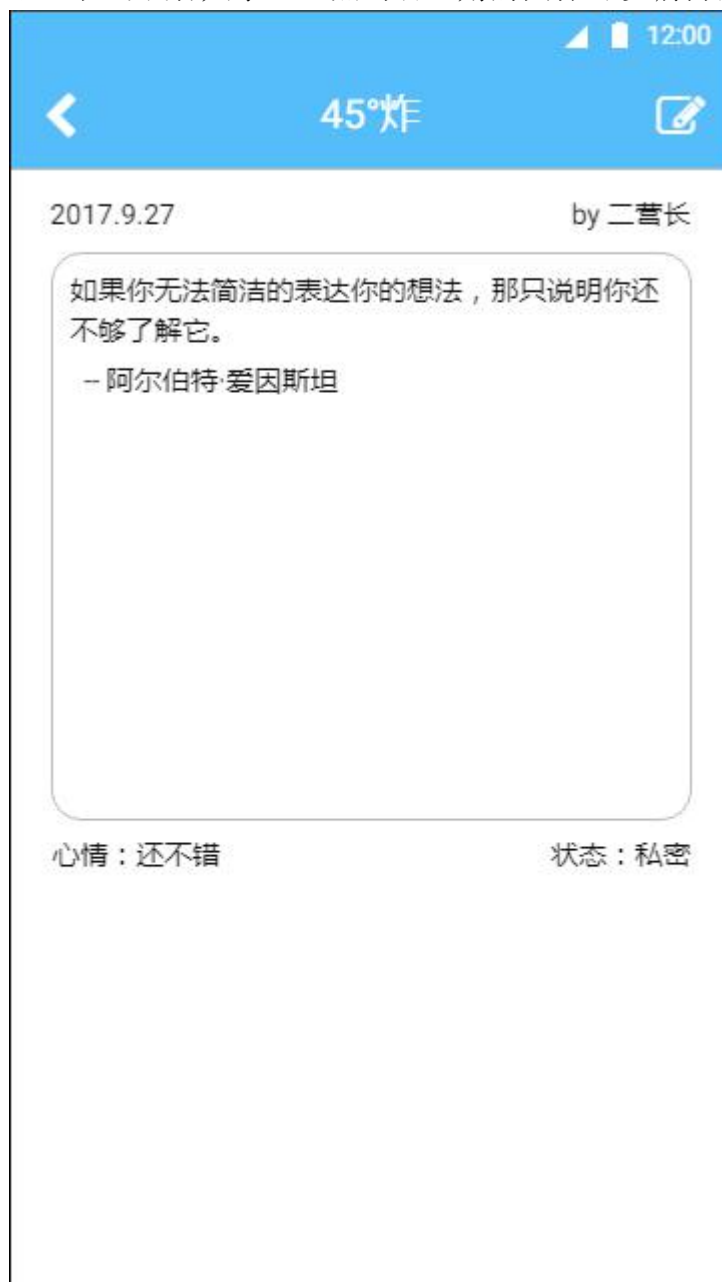 12:00
45°炸
2017.9.27
by 二营长
如果你无法简洁的表达你的想法，那只说明你还
不够了解它。
-- 阿尔伯特·爱因斯坦
心情：还不错
状态：私密